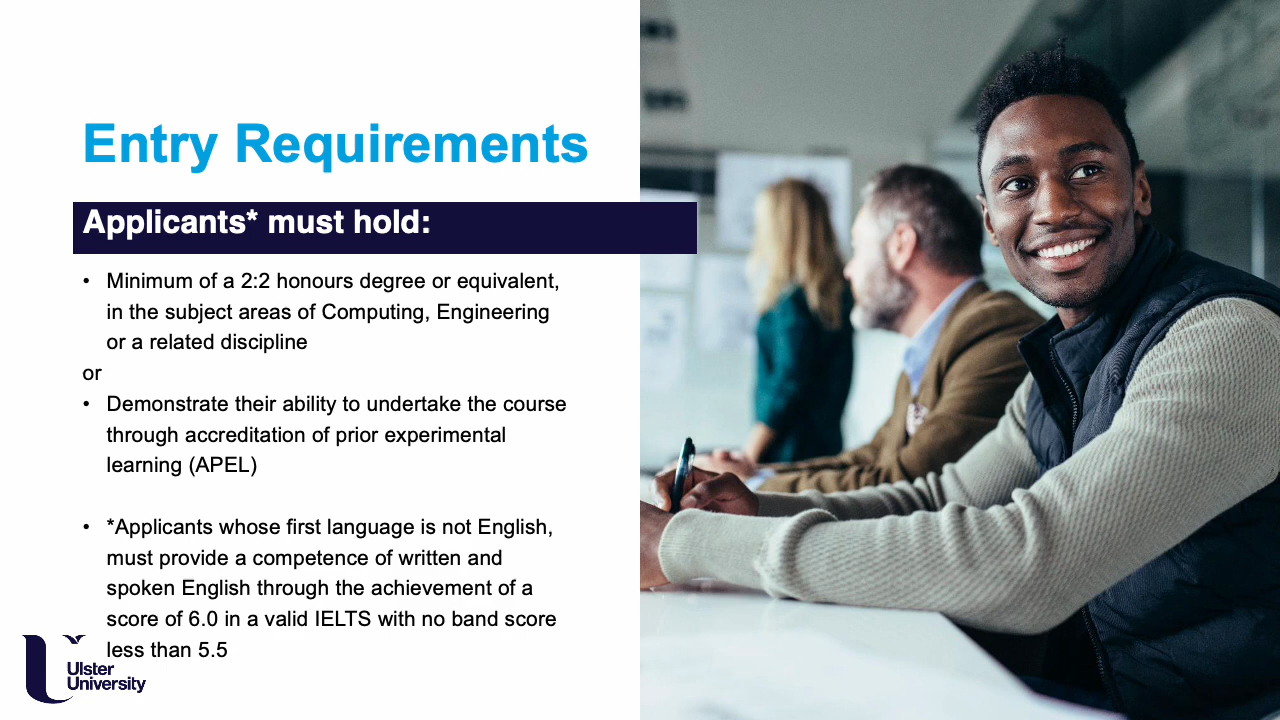 Entry Requirements
Applicants* must hold:
• Minimum of a 2:2 honours degree or equivalent,
in the subject areas of Computing, Engineering
or a related discipline
or
• Demonstrate their ability to undertake the course
through accreditation of prior experimental
learning (APEL)
• *Applicants whose first language is not English,
must provide a competence of written and
spoken English through the achievement of a
score of 6.0 in a valid IELTS with no band score
less than 5.5
Ulster
University